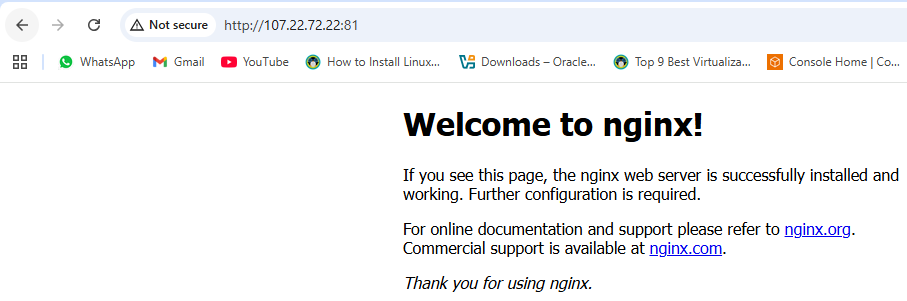 Not secure http://107.22.72.22:81
WhatsApp Gmail YouTube How to Install Linux... Downloads – Oracle... Top 9 Best Virtualiza... Console Home | Co...
Welcome to nginx!
If you see this page, the nginx web server is successfully installed and
working. Further configuration is required.
For online documentation and support please refer to nginx.org.
Commercial support is available at nginx.com.
Thank you for using nginx.